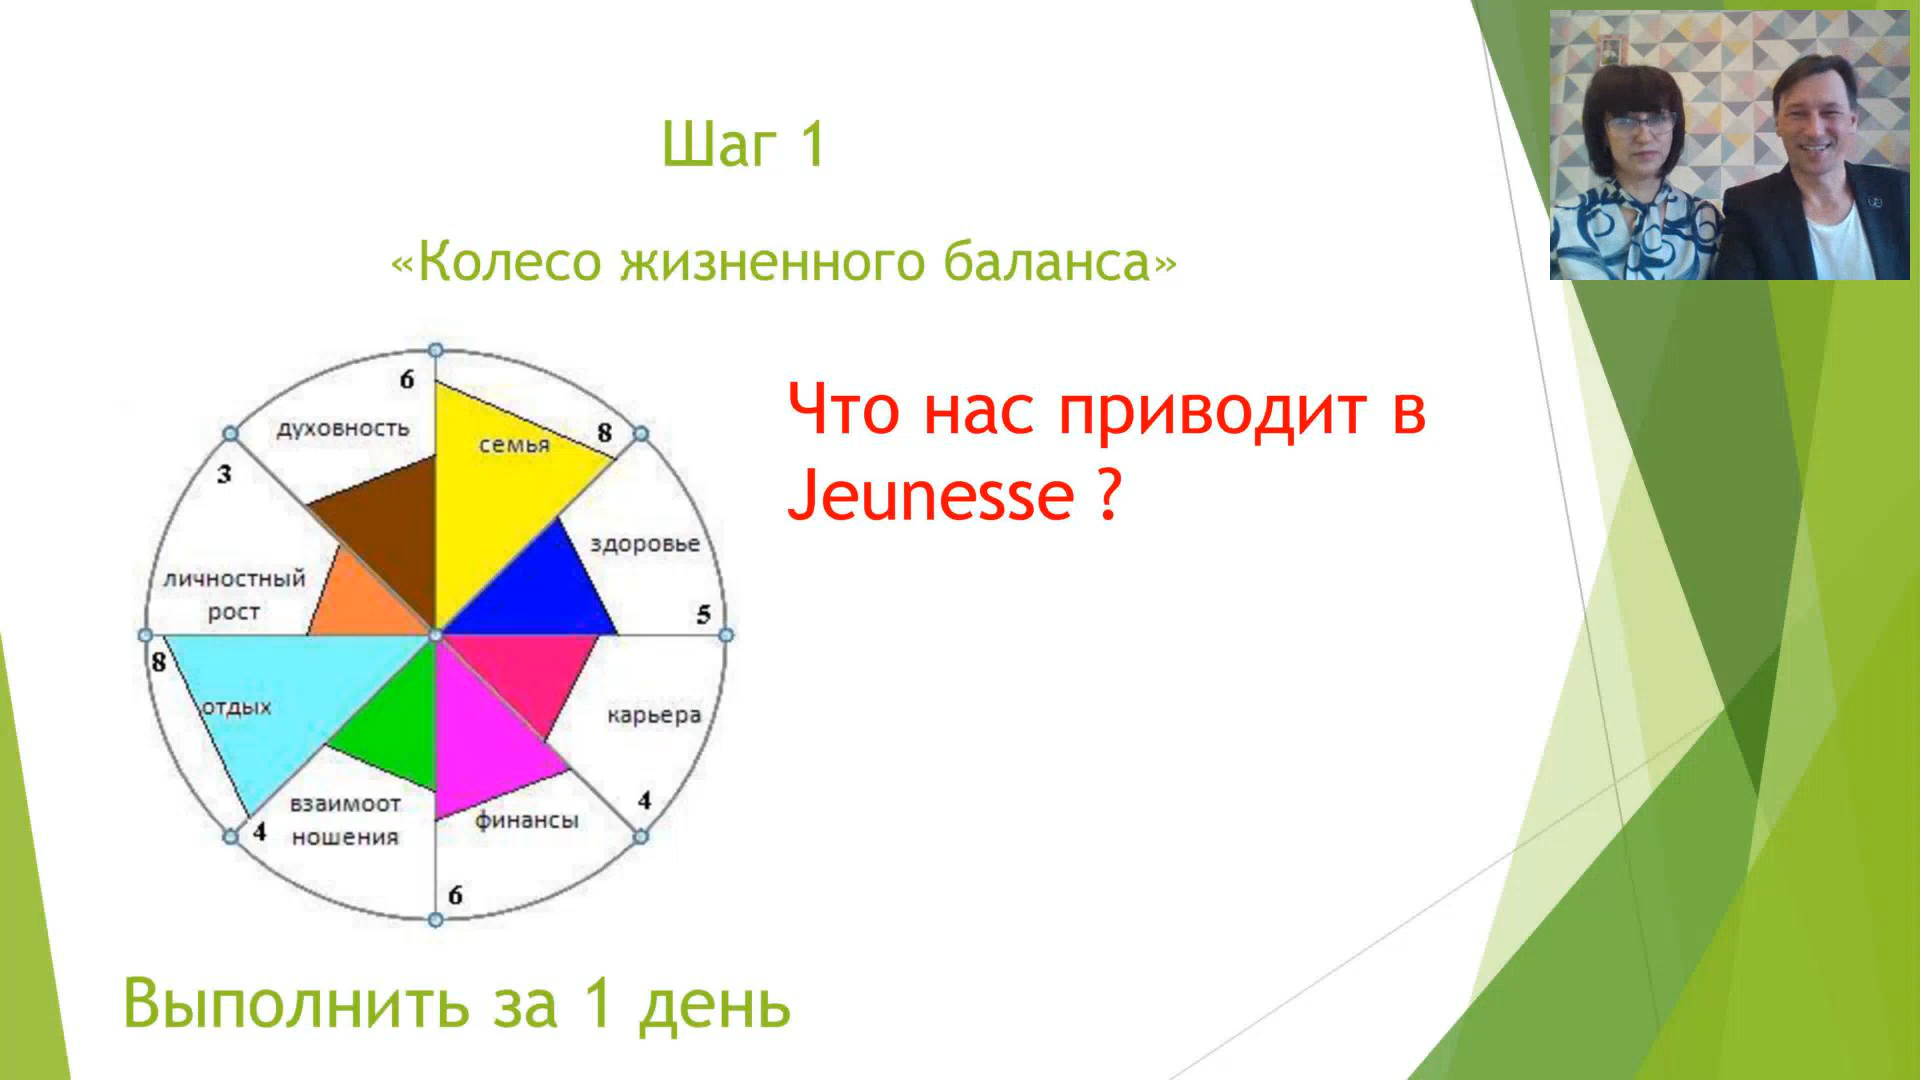 Шаг 1
«Колесо жизненного баланса»
6
духовность
семья
8
3
здоровье
личностный
рост
5
8
отдых
карьера
взаимоот
ношения
4
финансы
4
6
Что нас приводит в
Jeunesse ?
Выполнить за 1 день